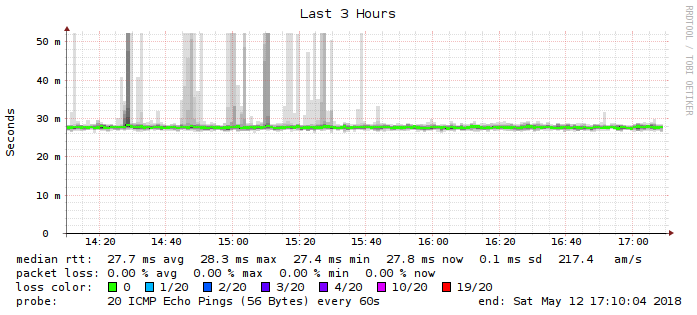 Last 3 Hours
RRDTOOL / TOBI OETIKER
Seconds
50 m
40 m
30 m
20 m
10 m
0
14:20 14:40 15:00 15:20 15:40 16:00 16:20 16:40 17:00
median rtt: 27.7 ms avg 28.3 ms max 27.4 ms min 27.8 ms now 0.1 ms sd 217.4 am/s
packet loss: 0.00 % avg 0.00 % max 0.00 % min 0.00 % now
loss color: 0 1/20 2/20 3/20 4/20 10/20 19/20
probe: 20 ICMP Echo Pings (56 Bytes) every 60s end: Sat May 12 17:10:04 2018